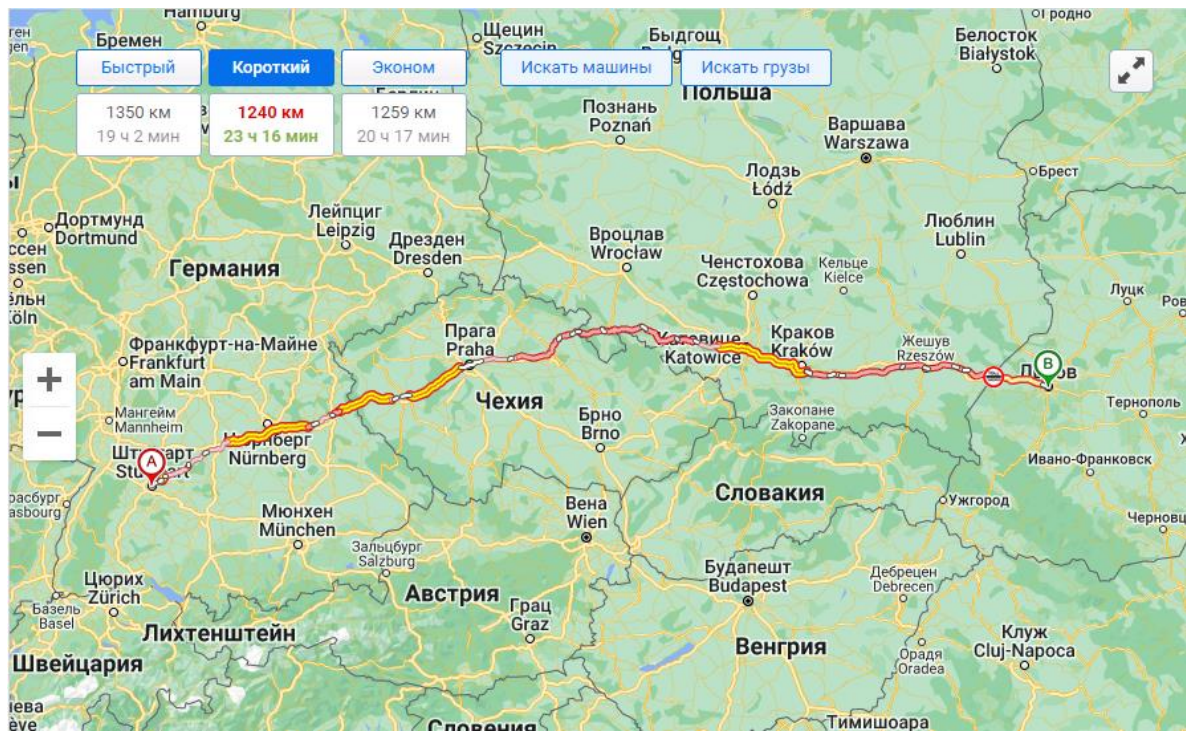 Hamburg
Бремен
Щецин
Szczecin
Быдгощ
Гродно
Белосток
Białystok
Быстрый
Короткий
Эконом
Искать машины
Искать грузы
1350 км
19 ч 2 мин
1240 км
23 ч 16 мин
1259 км
20 ч 17 мин
Польша
Познань
Poznań
Варшава
Warszawa
Брест
Лодзь
Łódź
Дортмунд
Dortmund
Лейпциг
Leipzig
Дрезден
Dresden
Вроцлав
Wrocław
Люблин
Lublin
Германия
Ченстохова
Częstochowa
Кельце
Kielce
Луцк
Франкфурт-на-Майне
Frankfurt
am Main
Прага
Praha
Катовице
Katowice
Краков
Kraków
Жешув
Rzeszów
B
+
−
Мангейм
Mannheim
Нюрнберг
Nürnberg
Чехия
Брно
Brno
Закопане
Zakopane
Тернополь
A
Ивано-Франковск
Мюнхен
München
Вена
Wien
Словакия
Ужгород
Зальцбург
Salzburg
Цюрих
Zürich
Базель
Basel
Австрия
Будапешт
Budapest
Дебрецен
Debrecen
Грац
Graz
Лихтенштейн
Венгрия
Клуж
Cluj-Napoca
Орадя
Oradea
Швейцария
Словения
Тимишоара